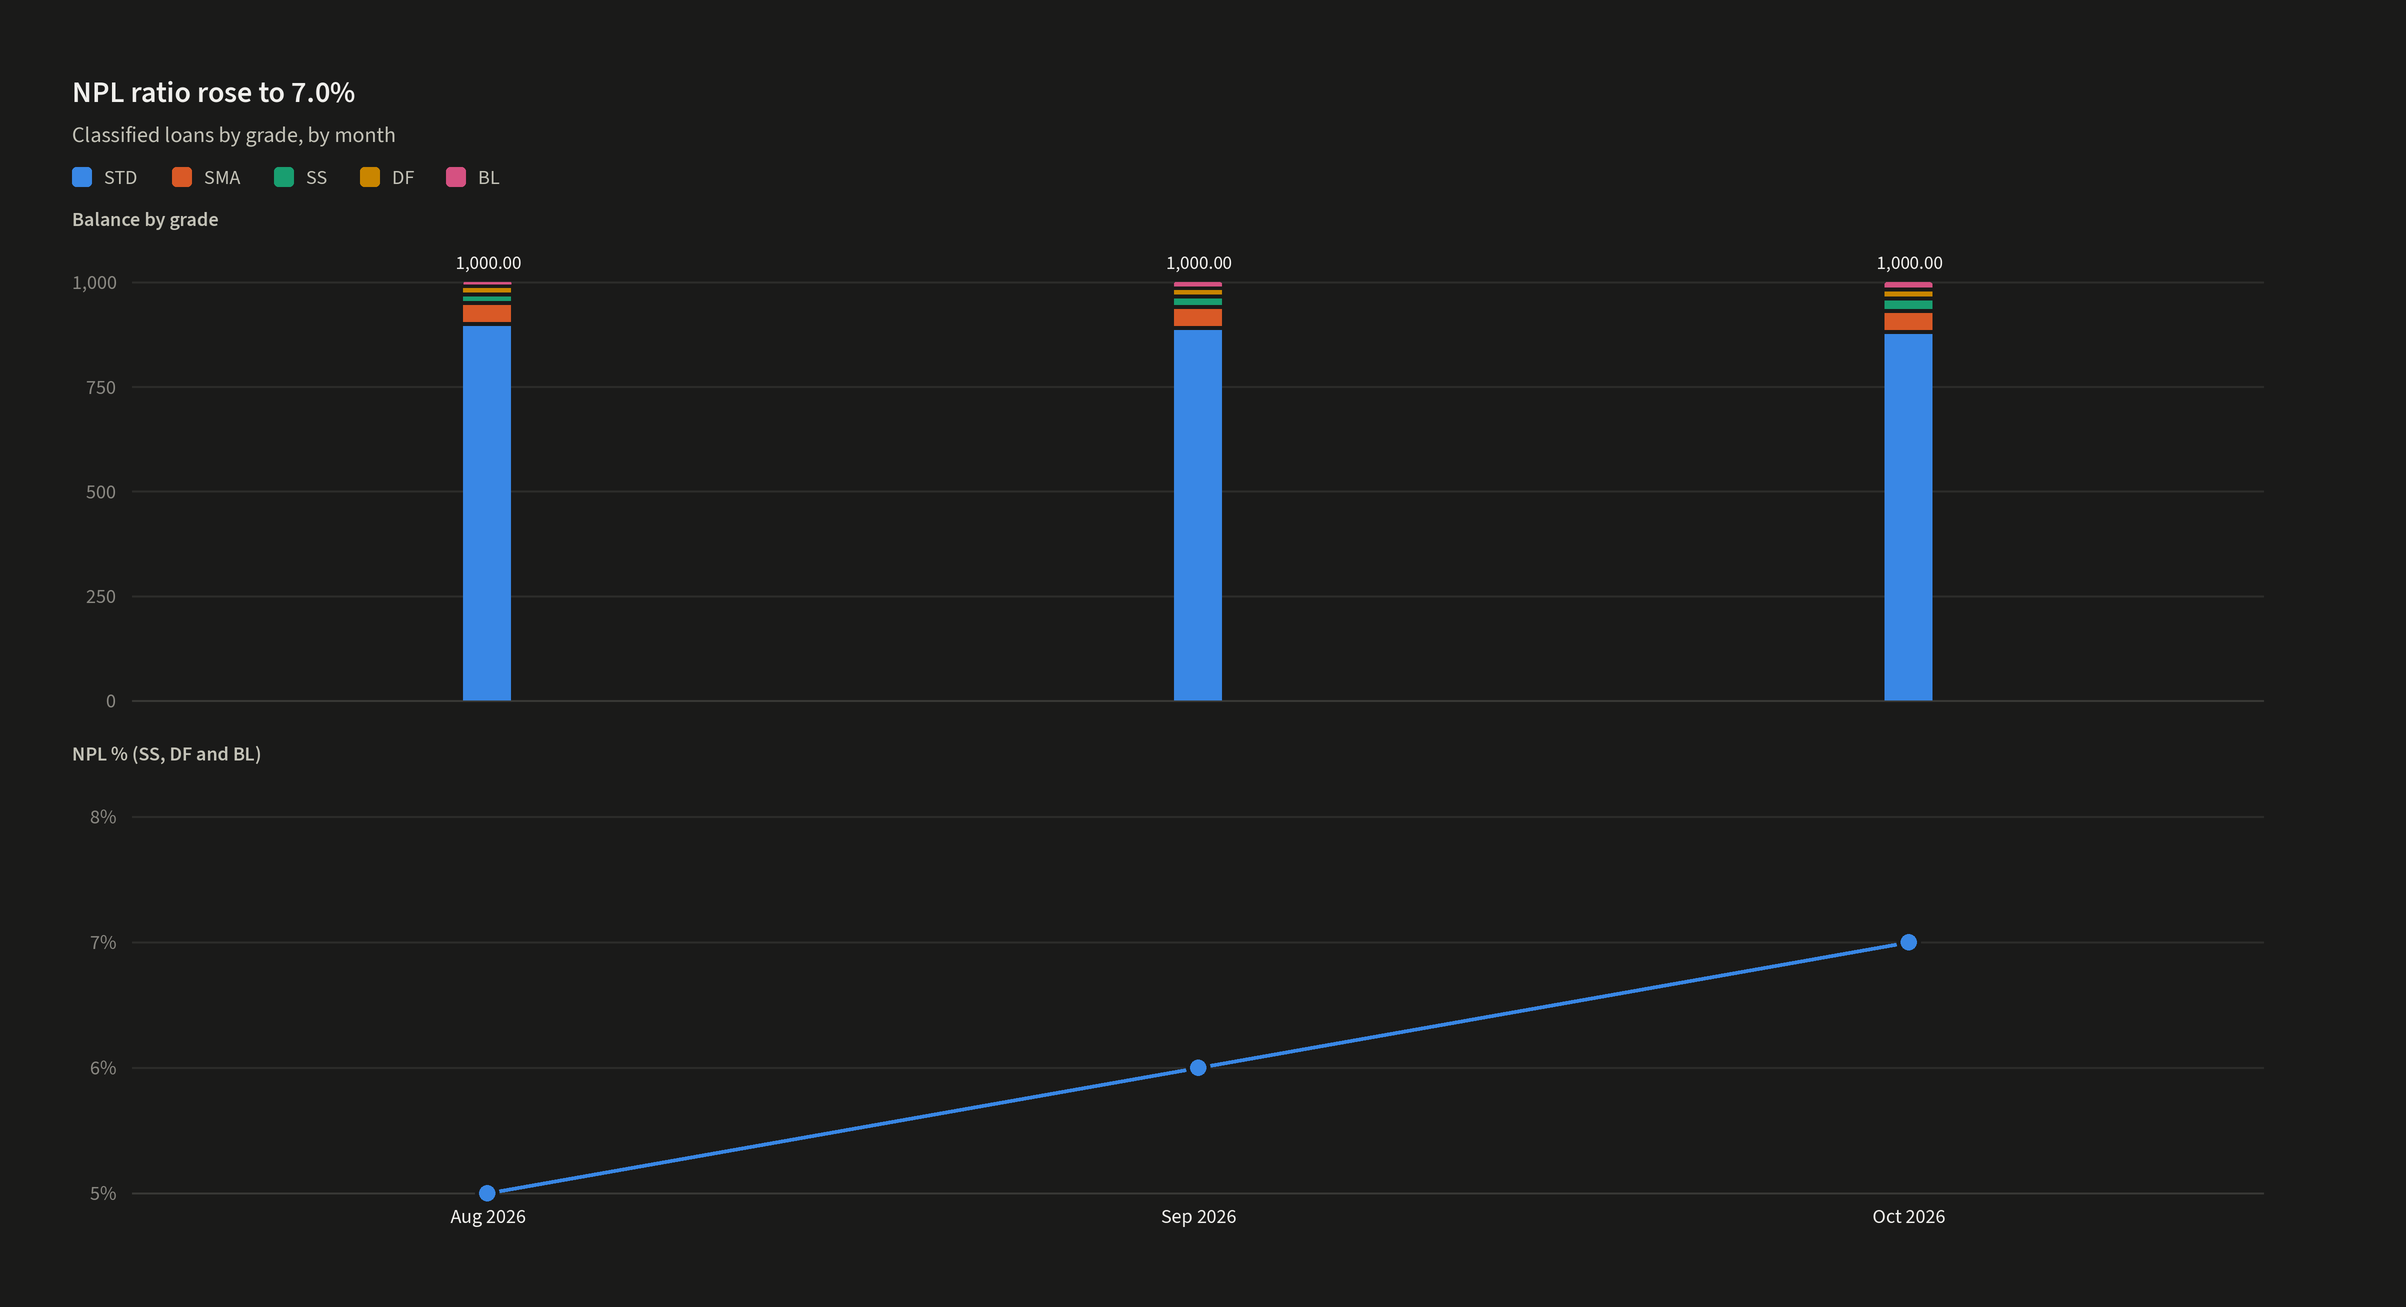 NPL ratio rose to 7.0%
Classified loans by grade, by month
STD SMA SS DF BL
Balance by grade
1,000.00 1,000.00 1,000.00
1,000
750
500
250
0
NPL % (SS, DF and BL)
8%
7%
6%
5%
Aug 2026 Sep 2026 Oct 2026